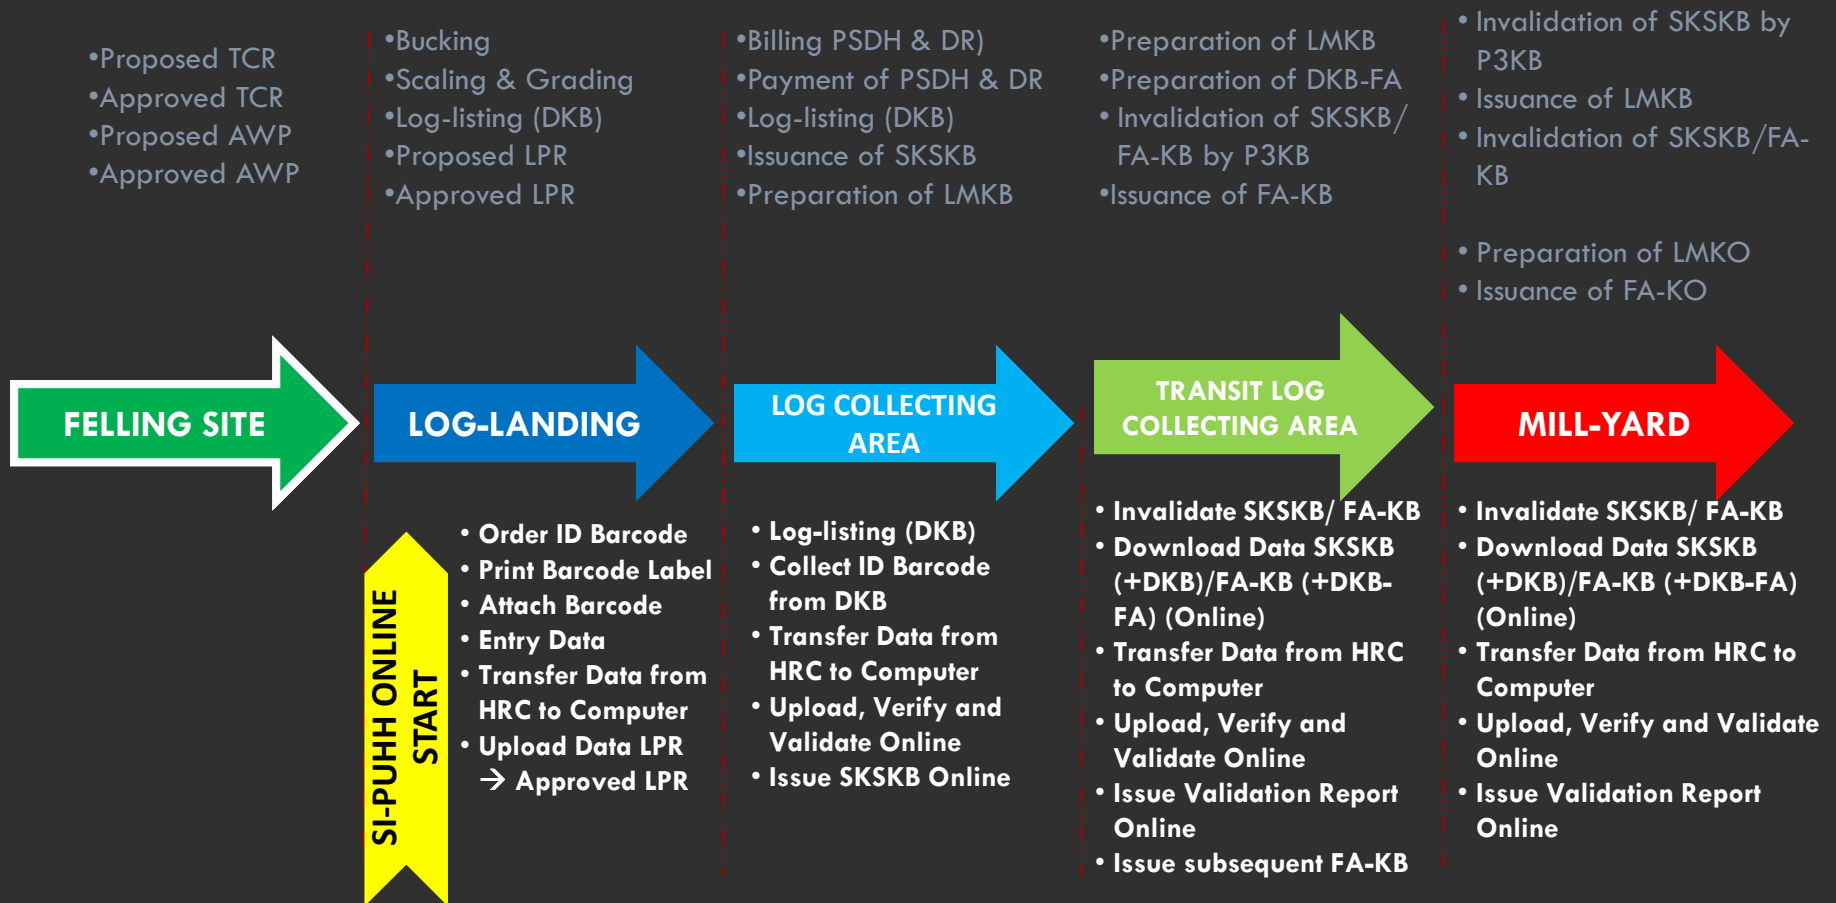 •Proposed TCR
•Approved TCR
•Proposed AWP
•Approved AWP
•Bucking
•Scaling & Grading
•Log-listing (DKB)
•Proposed LPR
•Approved LPR
•Billing PSDH & DR)
•Payment of PSDH & DR
•Log-listing (DKB)
•Issuance of SKSKB
•Preparation of LMKB
•Preparation of LMKB
•Preparation of DKB-FA
• Invalidation of SKSKB/
FA-KB by P3KB
•Issuance of FA-KB
• Invalidation of SKSKB by
P3KB
• Issuance of LMKB
• Invalidation of SKSKB/FA-
KB
• Preparation of LMKO
• Issuance of FA-KO
FELLING SITE
LOG-LANDING
LOG COLLECTING
AREA
TRANSIT LOG
COLLECTING AREA
MILL-YARD
SI-PUHH ONLINE
START
• Order ID Barcode
• Print Barcode Label
• Attach Barcode
• Entry Data
• Transfer Data from
HRC to Computer
• Upload Data LPR
→ Approved LPR
• Log-listing (DKB)
• Collect ID Barcode
from DKB
• Transfer Data from
HRC to Computer
• Upload, Verify and
Validate Online
• Issue SKSKB Online
• Invalidate SKSKB/ FA-KB
• Download Data SKSKB
(+DKB)/FA-KB (+DKB-
FA) (Online)
• Transfer Data from HRC
to Computer
• Upload, Verify and
Validate Online
• Issue Validation Report
Online
• Issue subsequent FA-KB
• Invalidate SKSKB/ FA-KB
• Download Data SKSKB
(+DKB)/FA-KB (+DKB-FA)
(Online)
• Transfer Data from HRC to
Computer
• Upload, Verify and Validate
Online
• Issue Validation Report
Online